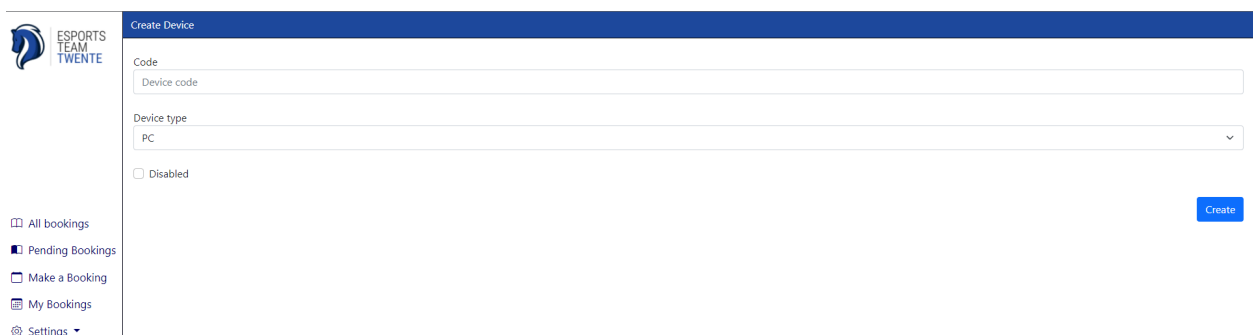 ESPORTS
TEAM
TWENTE
Create Device
Code
Device code
Device type
PC
Disabled
Create
All bookings
Pending Bookings
Make a Booking
My Bookings
Settings